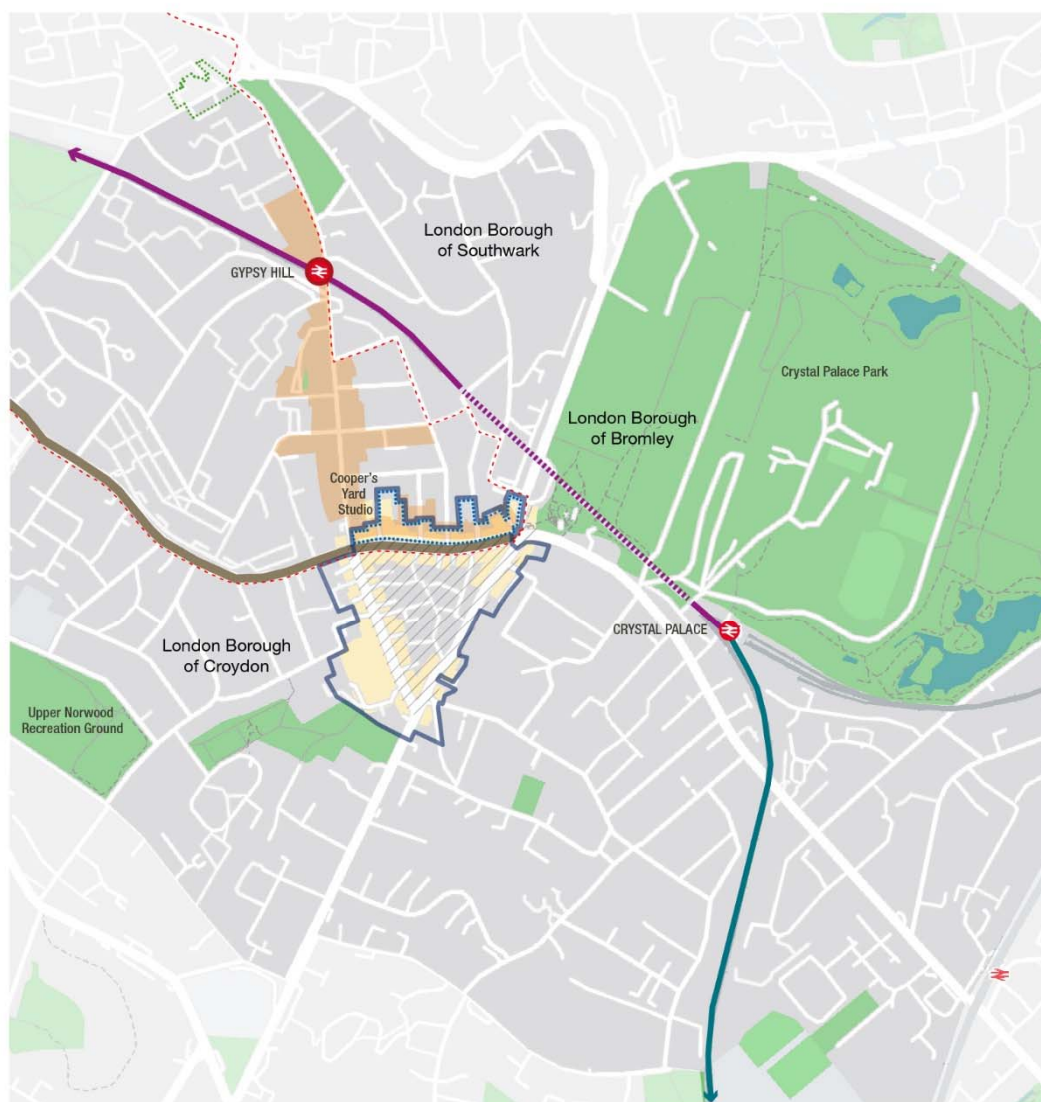 London Borough
of Southwark
GYPSY HILL
Crystal Palace Park
London Borough
of Bromley
Cooper's
Yard
Studio
CRYSTAL PALACE
London Borough
of Croydon
Upper Norwood
Recreation Ground